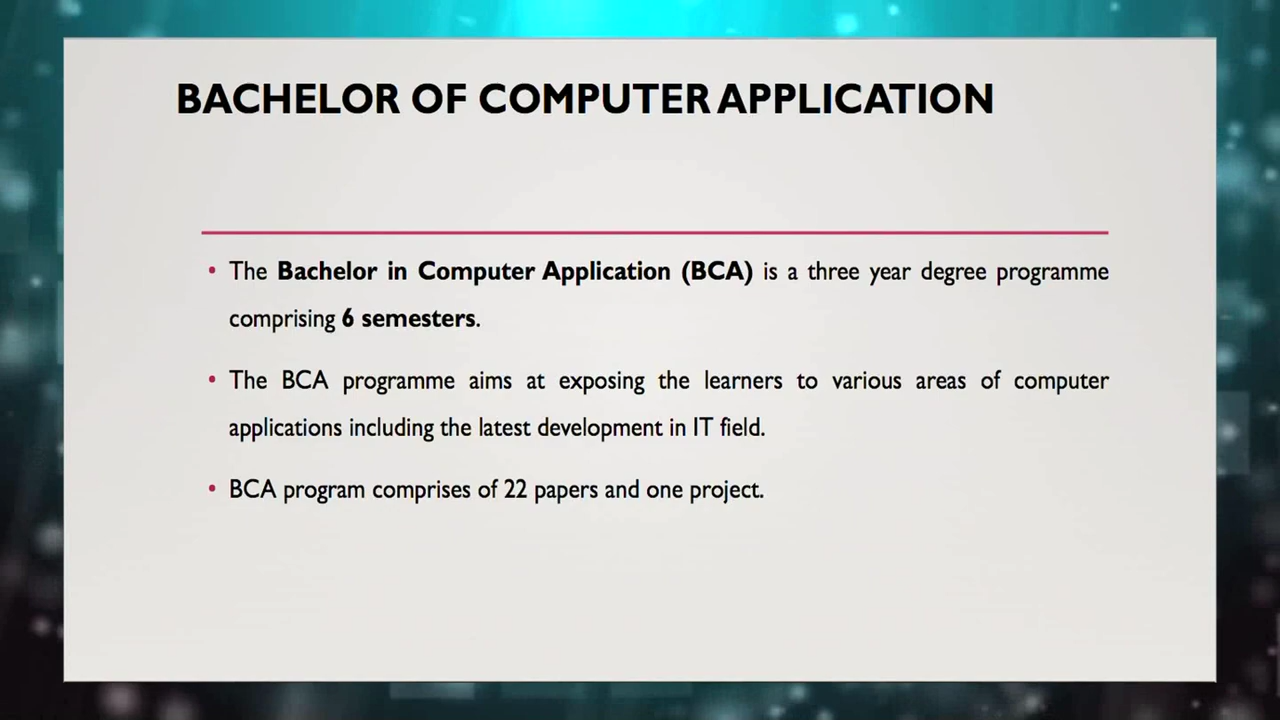 BACHELOR OF COMPUTER APPLICATION
• The Bachelor in Computer Application (BCA) is a three year degree programme
comprising 6 semesters.
• The BCA programme aims at exposing the learners to various areas of computer
applications including the latest development in IT field.
• BCA program comprises of 22 papers and one project.